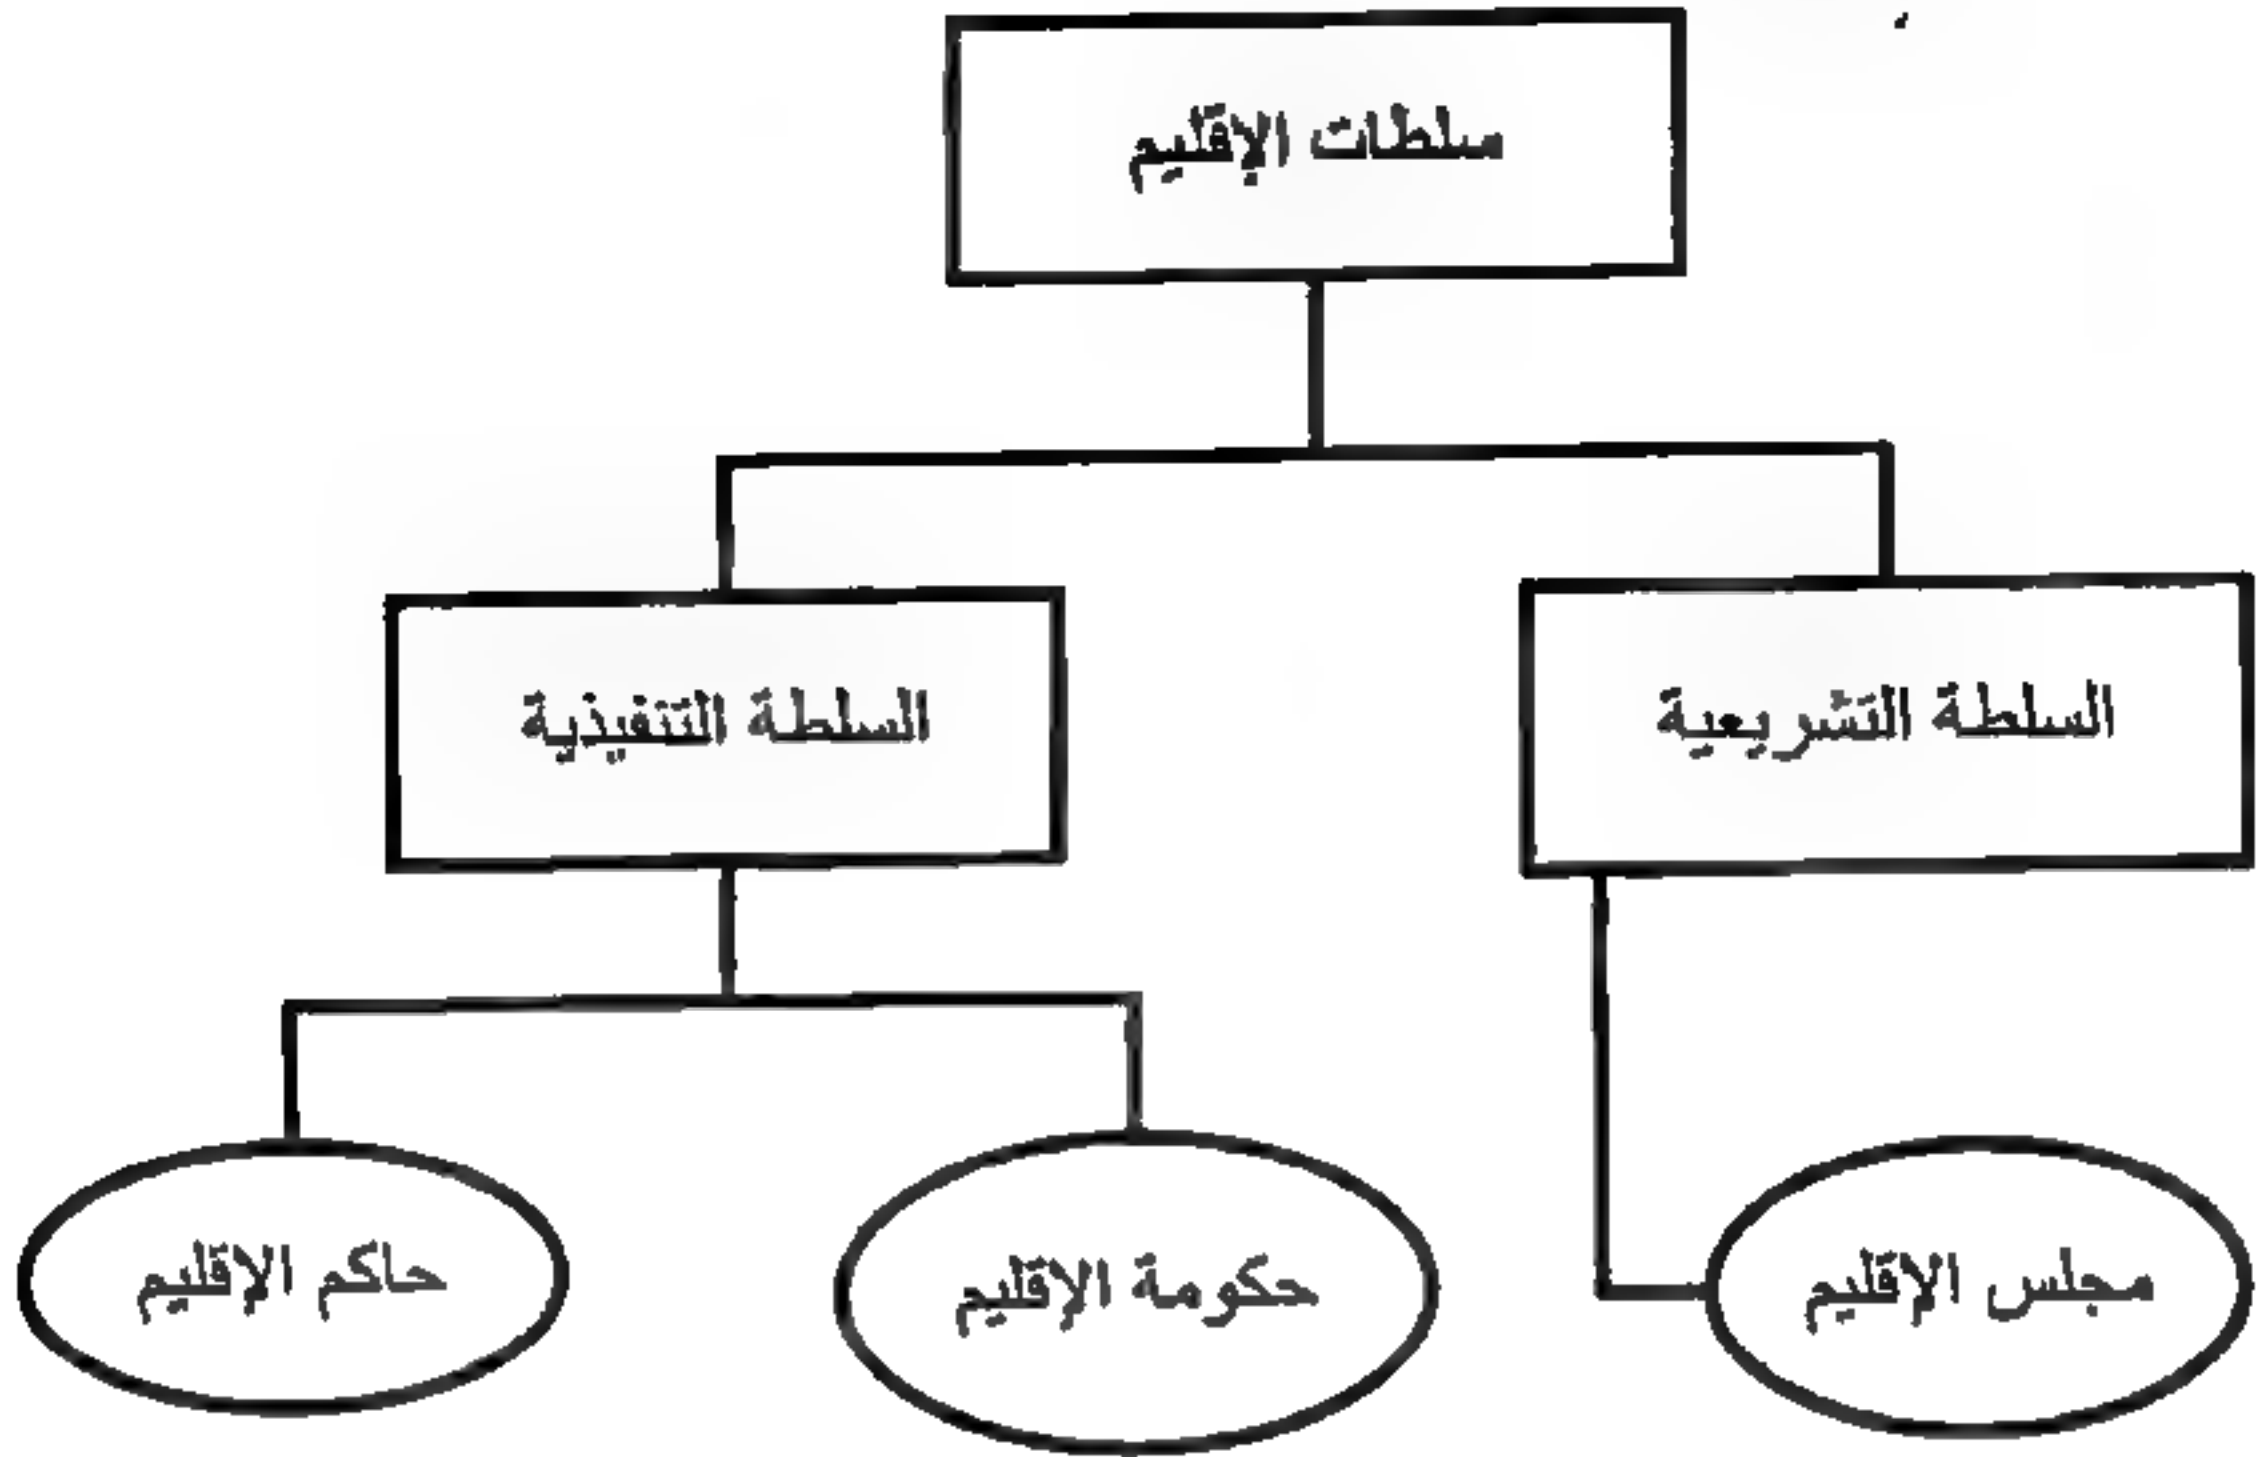 سلطات الإقليم
السلطة التشريعية
السلطة التنفيذية
مجلس الإقليم
حكومة الإقليم
حاكم الإقليم